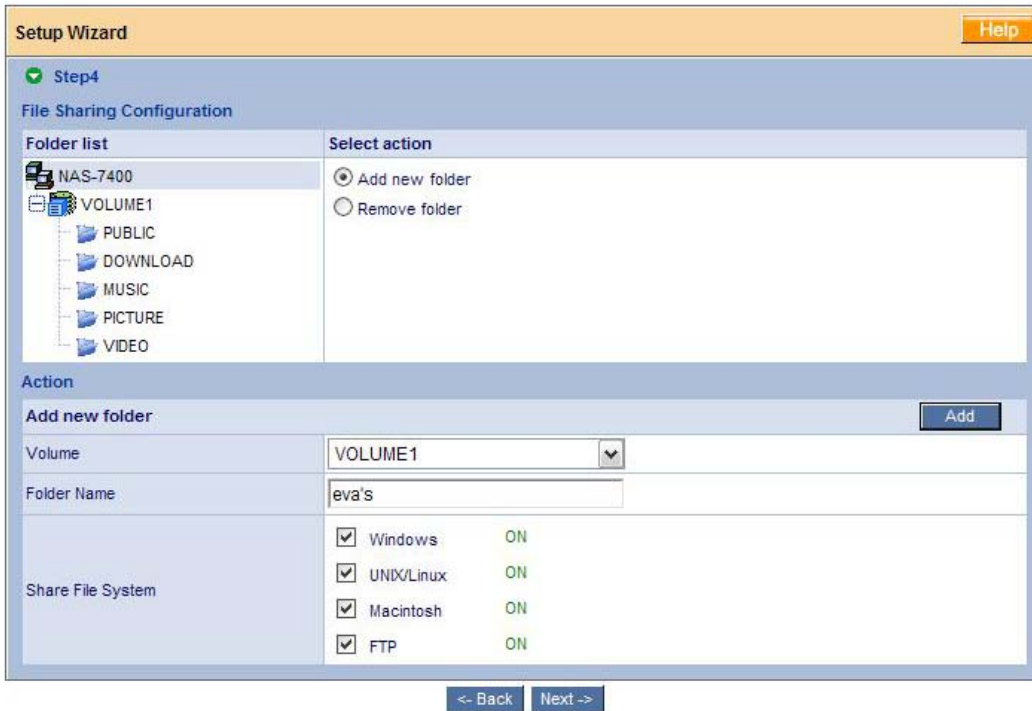 Setup Wizard
Help
Step4
File Sharing Configuration
Folder list
Select action
NAS-7400
Add new folder
VOLUME1
Remove folder
PUBLIC
DOWNLOAD
MUSIC
PICTURE
VIDEO
Action
Add new folder
Add
Volume
VOLUME1
Folder Name
eva's
Share File System
Windows ON
UNIX/Linux ON
Macintosh ON
FTP ON
<- Back
Next ->